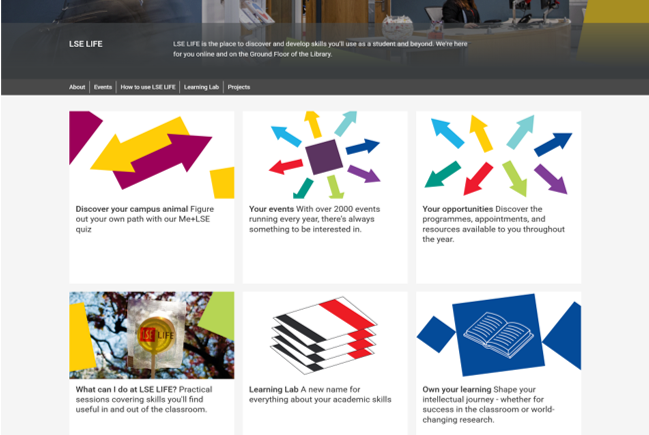 LSE LIFE
LSE LIFE is the place to discover and develop skills you'll use as a student and beyond. We're here
for you online and on the Ground Floor of the Library.
About
Events
How to use LSE LIFE
Learning Lab
Projects
Discover your campus animal Figure
out your own path with our Me+LSE
quiz
Your events With over 2000 events
running every year, there's always
something to be interested in.
Your opportunities Discover the
programmes, appointments, and
resources available to you throughout
the year.
LSE LIFE
What can I do at LSE LIFE? Practical
sessions covering skills you'll find
useful in and out of the classroom.
Learning Lab A new name for
everything about your academic skills
Own your learning Shape your
intellectual journey - whether for
success in the classroom or world-
changing research.